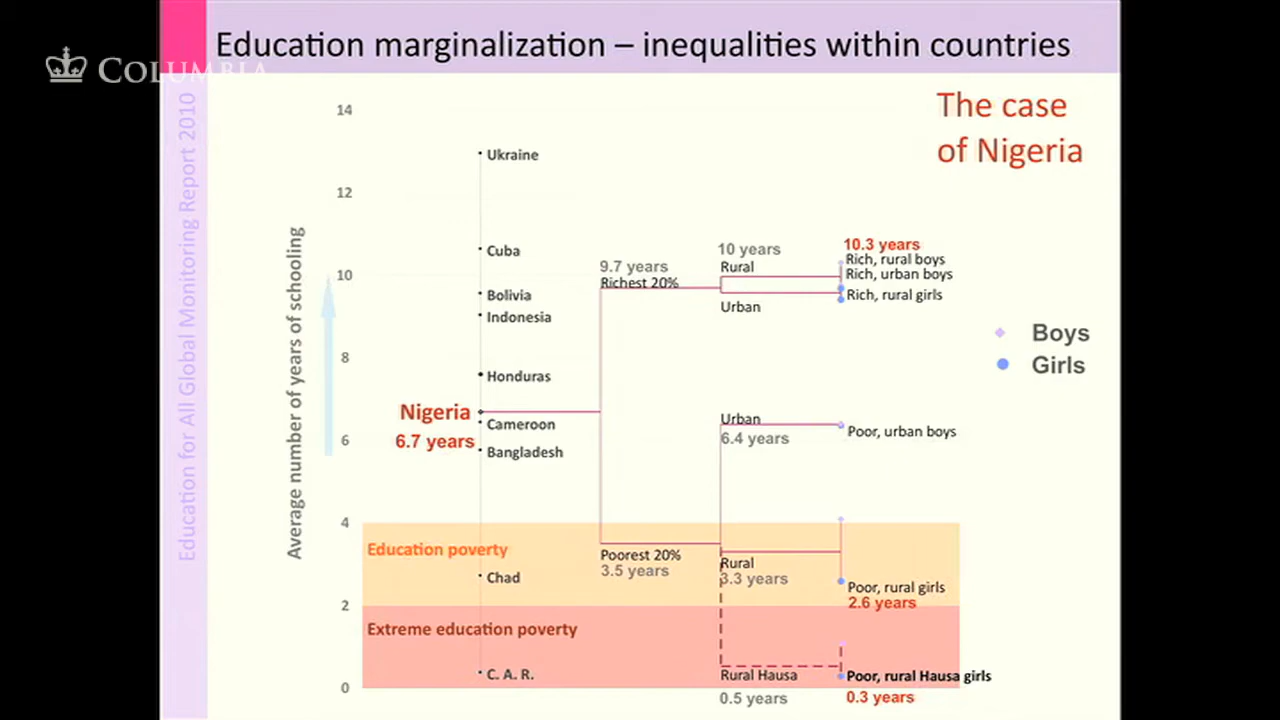 Education marginalization – inequalities within countries
COLUMBIA
Education for All Global Monitoring Report 2010
The case
of Nigeria
Average number of years of schooling
14
12
10
8
6
4
2
0
Ukraine
Cuba
Bolivia
Indonesia
Honduras
Nigeria
6.7 years
Cameroon
Bangladesh
Chad
C. A. R.
Education poverty
Extreme education poverty
9.7 years
Richest 20%
Poorest 20%
3.5 years
10 years
Rural
Urban
Urban
6.4 years
Rural
3.3 years
Rural Hausa
0.5 years
10.3 years
Rich, rural boys
Rich, urban boys
Rich, rural girls
Poor, urban boys
Poor, rural girls
2.6 years
Poor, rural Hausa girls
0.3 years
Boys
Girls